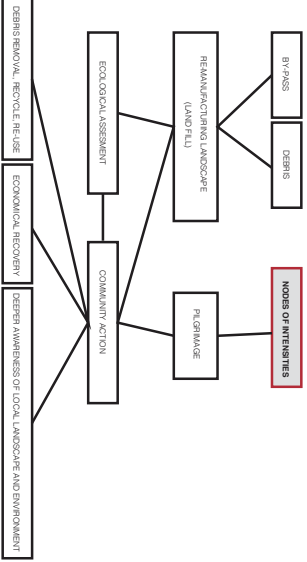 BY-PASS
DEBRIS
NODES OF INTENSITIES
RE-MANUFACTURING LANDSCAPE
(LAND FILL)
PILGRIMAGE
ECOLOGICAL ASSESMENT
COMMUNITY ACTION
DEBRIS REMOVAL, RECYCLE, RE-USE
ECONOMICAL RECOVERY
DEEPER AWARENESS OF LOCAL LANDSCAPE AND ENVIRONMENT